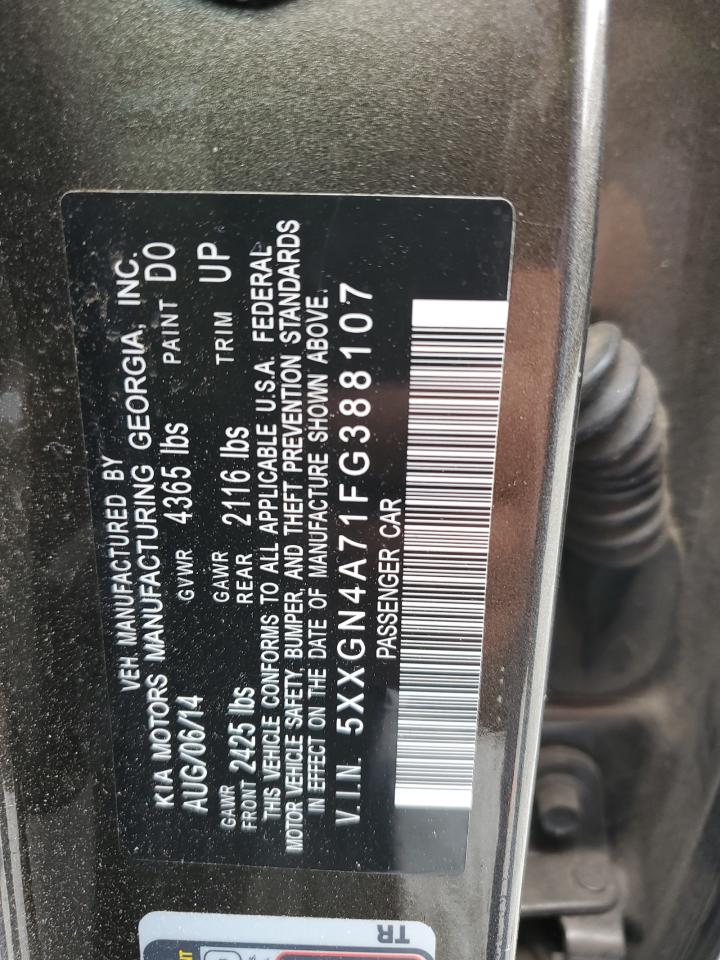 VEH. MANUFACTURED BY
KIA MOTORS MANUFACTURING GEORGIA, INC.
AUG/06/14 GVWR 4365 lbs PAINT D0
GAWR FRONT 2425 lbs GAWR REAR 2116 lbs TRIM UP
THIS VEHICLE CONFORMS TO ALL APPLICABLE U.S.A. FEDERAL
MOTOR VEHICLE SAFETY, BUMPER, AND THEFT PREVENTION STANDARDS
IN EFFECT ON THE DATE OF MANUFACTURE SHOWN ABOVE.
V.I.N. 5XXGN4A71FG388107
PASSENGER CAR
TR